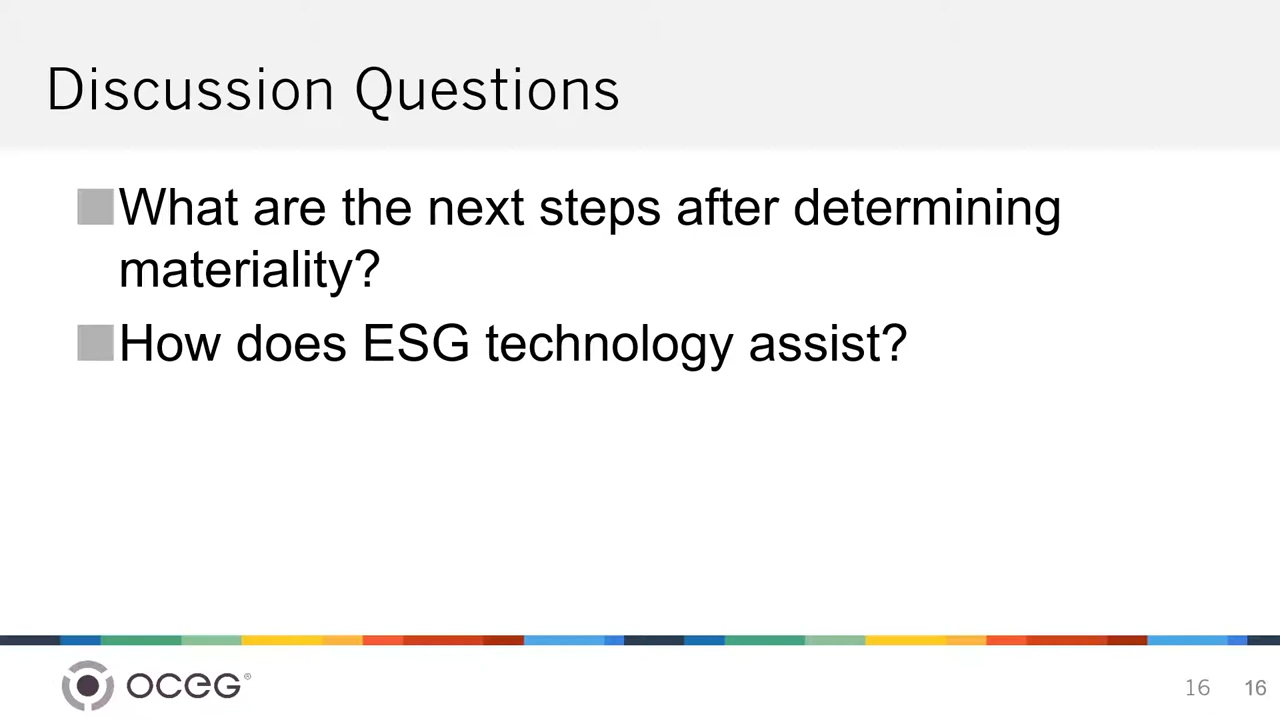 Discussion Questions
What are the next steps after determining
materiality?
How does ESG technology assist?
OCEG®
16 16